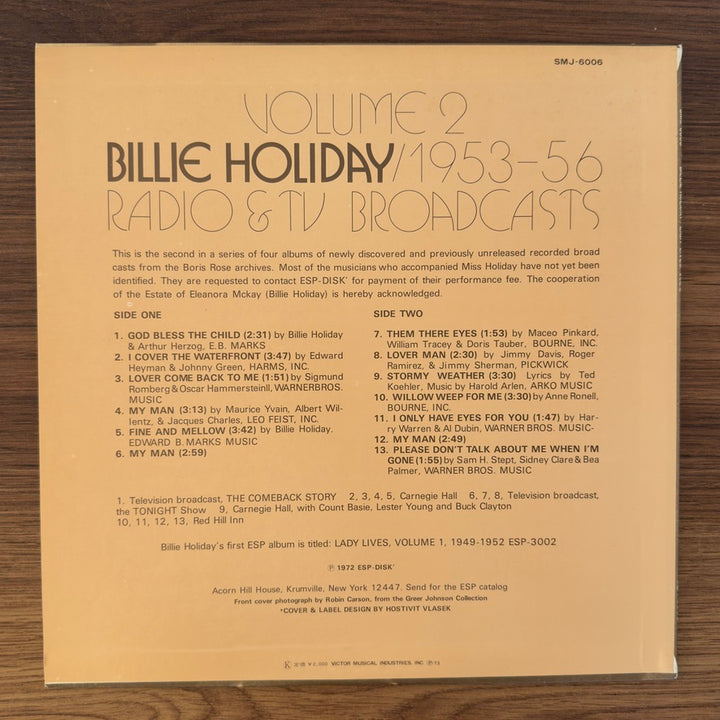 SMJ-6006
VOLUME 2
BILLIE HOLIDAY/1953-56
RADIO & TV BROADCASTS
This is the second in a series of four albums of newly discovered and previously unreleased recorded broad
casts from the Boris Rose archives. Most of the musicians who accompanied Miss Holiday have not yet been
identified. They are requested to contact ESP-DISK' for payment of their performance fee. The cooperation
of the Estate of Eleanora Mckay (Billie Holiday) is hereby acknowledged.
SIDE ONE
1. GOD BLESS THE CHILD (2:31) by Billie Holiday
& Arthur Herzog, E.B. MARKS
2. I COVER THE WATERFRONT (3:47) by Edward
Heyman & Johnny Green, HARMS, INC.
3. LOVER COME BACK TO ME (1:51) by Sigmund
Romberg & Oscar Hammersteinll, WARNERBROS.
MUSIC
4. MY MAN (3:13) by Maurice Yvain, Albert Wil-
lentz, & Jacques Charles, LEO FEIST, INC.
5. FINE AND MELLOW (3:42) by Billie Holiday.
EDWARD B. MARKS MUSIC
6. MY MAN (2:59)
SIDE TWO
7. THEM THERE EYES (1:53) by Maceo Pinkard,
William Tracey & Doris Tauber, BOURNE, INC.
8. LOVER MAN (2:30) by Jimmy Davis, Roger
Ramirez, & Jimmy Sherman, PICKWICK
9. STORMY WEATHER (3:30) Lyrics by Ted
Koehler, Music by Harold Arlen, ARKO MUSIC
10. WILLOW WEEP FOR ME (3:30) by Anne Ronell,
BOURNE, INC.
11. I ONLY HAVE EYES FOR YOU (1:47) by Har-
ry Warren & Al Dubin, WARNER BROS. MUSIC-
12. MY MAN (2:49)
13. PLEASE DON'T TALK ABOUT ME WHEN I'M
GONE (1:55) by Sam H. Stept, Sidney Clare & Bea
Palmer, WARNER BROS. MUSIC
1. Television broadcast, THE COMEBACK STORY 2, 3, 4, 5, Carnegie Hall 6, 7, 8, Television broadcast,
the TONIGHT Show 9, Carnegie Hall, with Count Basie, Lester Young and Buck Clayton
10, 11, 12, 13, Red Hill Inn
Billie Holiday's first ESP album is titled: LADY LIVES, VOLUME 1, 1949-1952 ESP-3002
Ⓟ 1972 ESP-DISK'
Acorn Hill House, Krumville, New York 12447. Send for the ESP catalog
Front cover photograph by Robin Carson, from the Greer Johnson Collection
*COVER & LABEL DESIGN BY HOSTIVIT VLASEK
K ¥2,000 VICTOR MUSICAL INDUSTRIES, INC Ⓟ73